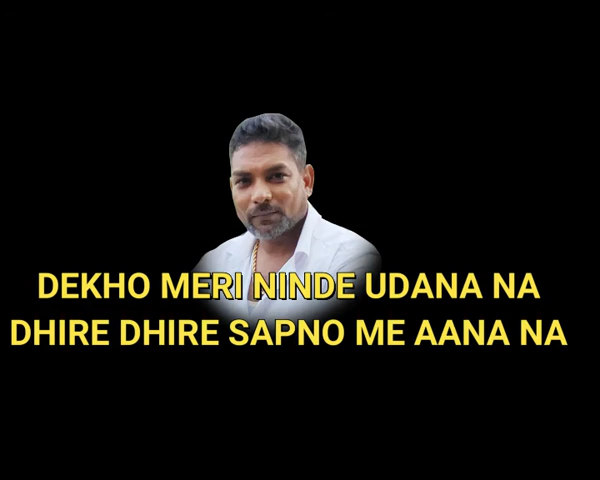 DEKHO MERI NINDE UDANA NA
DHIRE DHIRE SAPNO ME AANA NA